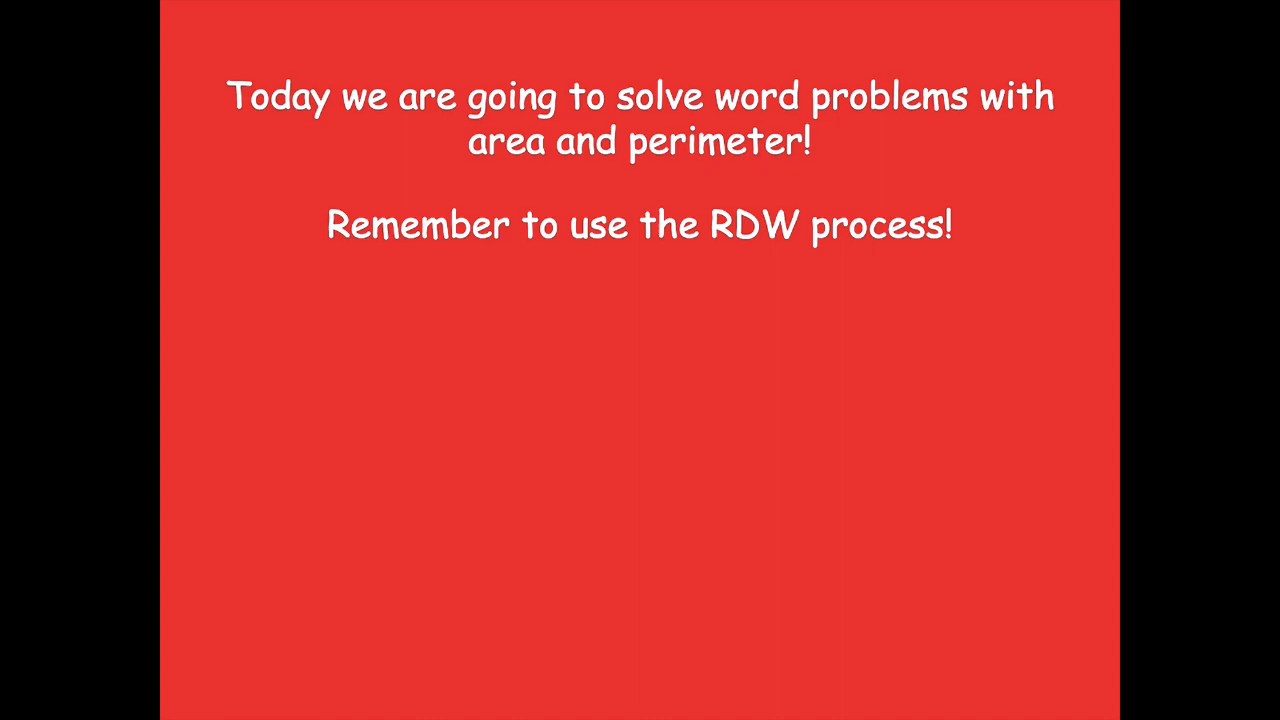 Today we are going to solve word problems with
area and perimeter!
Remember to use the RDW process!